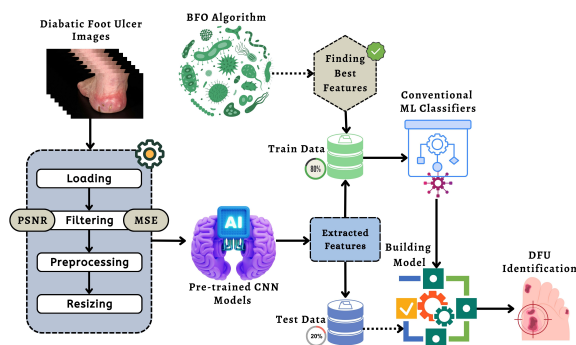 Diabatic Foot Ulcer
Images
BFO Algorithm
Finding
Best
Features
Conventional
ML Classifiers
Train Data
80%
Loading
PSNR
Filtering
MSE
Preprocessing
Resizing
AI
Pre-trained CNN
Models
Extracted
Features
Building
Model
DFU
Identification
Test Data
20%